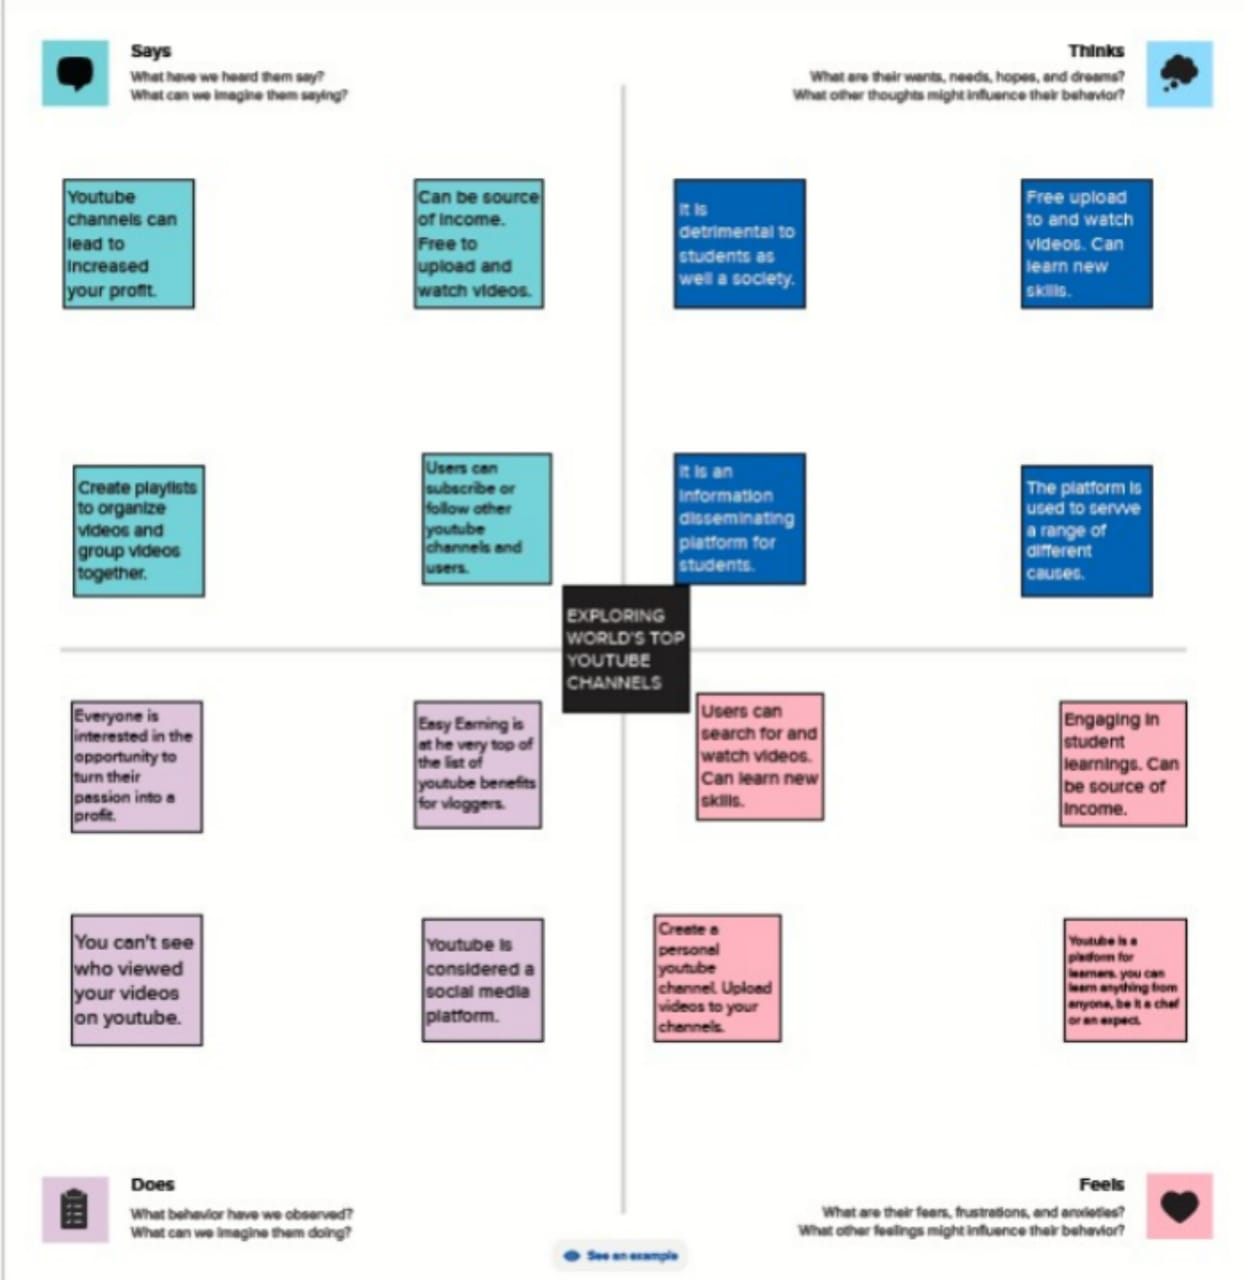 Says
What have we heard them say?
What can we imagine them saying?
Thinks
What are their wants, needs, hopes, and dreams?
What other thoughts might influence their behavior?
Youtube
channels can
lead to
increased
your profit.
Can be source
of income.
Free to
upload and
watch videos.
It is
detrimental to
students as
well a society.
Free upload
to and watch
videos. Can
learn new
skills.
Create playlists
to organize
videos and
group videos
together.
Users can
subscribe or
follow other
youtube
channels and
users.
It is an
information
disseminating
platform for
students.
The platform is
used to servve
a range of
different
causes.
EXPLORING
WORLD'S TOP
YOUTUBE
CHANNELS
Everyone is
interested in the
opportunity to
turn their
passion into a
profit.
Easy Earning is
at he very top of
the list of
youtube benefits
for vloggers.
Users can
search for and
watch videos.
Can learn new
skills.
Engaging in
student
learnings. Can
be source of
income.
You can't see
who viewed
your videos
on youtube.
Youtube is
considered a
social media
platform.
Create a
personal
youtube
channel. Upload
videos to your
channels.
Youtube is a
platform for
learners. you can
learn anything from
anyone, be it a chef
or an expect.
Does
What behavior have we observed?
What can we imagine them doing?
Feels
What are their fears, frustrations, and anxieties?
What other feelings might influence their behavior?
See an example